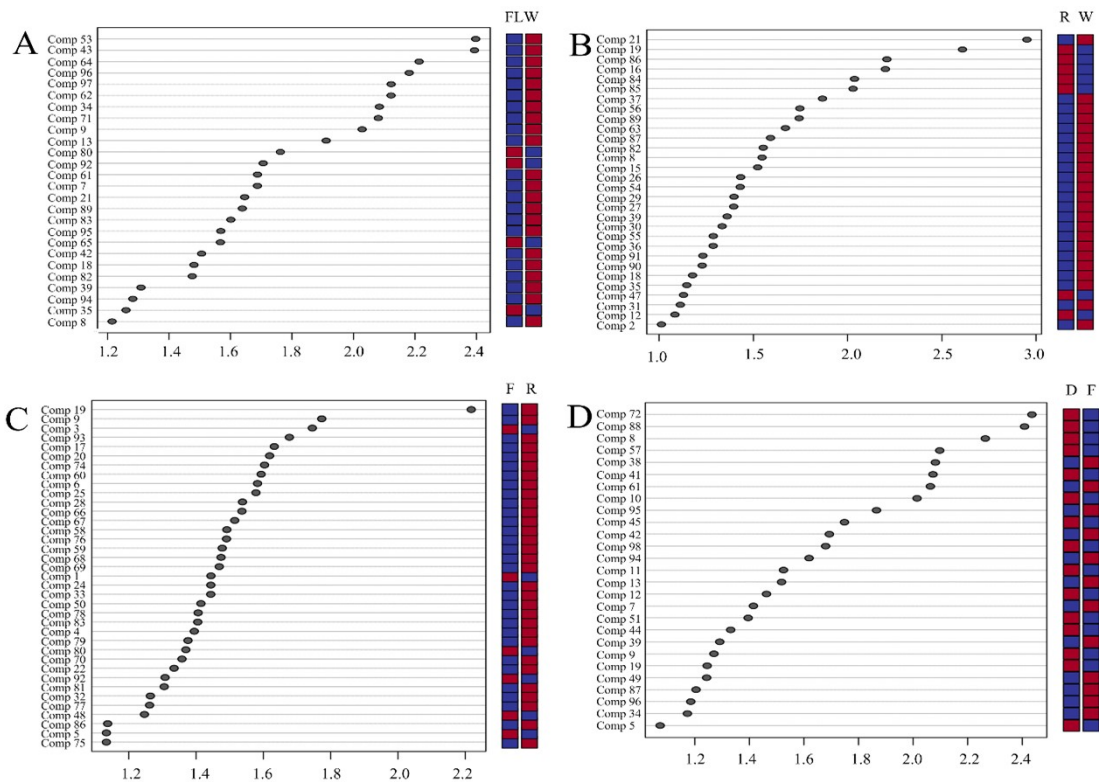 A
FL W
Comp 53
Comp 43
Comp 64
Comp 96
Comp 97
Comp 62
Comp 34
Comp 71
Comp 9
Comp 13
Comp 80
Comp 92
Comp 61
Comp 7
Comp 21
Comp 89
Comp 83
Comp 95
Comp 65
Comp 42
Comp 18
Comp 82
Comp 39
Comp 94
Comp 35
Comp 8
1.2 1.4 1.6 1.8 2.0 2.2 2.4
B
R W
Comp 21
Comp 19
Comp 86
Comp 16
Comp 84
Comp 85
Comp 37
Comp 56
Comp 89
Comp 63
Comp 87
Comp 82
Comp 8
Comp 15
Comp 26
Comp 54
Comp 29
Comp 27
Comp 39
Comp 30
Comp 55
Comp 36
Comp 91
Comp 90
Comp 18
Comp 35
Comp 47
Comp 31
Comp 12
Comp 2
1.0 1.5 2.0 2.5 3.0
C
F R
Comp 19
Comp 9
Comp 3
Comp 93
Comp 17
Comp 20
Comp 74
Comp 60
Comp 6
Comp 25
Comp 28
Comp 66
Comp 67
Comp 58
Comp 76
Comp 59
Comp 68
Comp 69
Comp 1
Comp 24
Comp 33
Comp 50
Comp 78
Comp 83
Comp 4
Comp 79
Comp 80
Comp 70
Comp 22
Comp 92
Comp 81
Comp 32
Comp 77
Comp 48
Comp 86
Comp 5
Comp 75
1.2 1.4 1.6 1.8 2.0 2.2
D
D F
Comp 72
Comp 88
Comp 8
Comp 57
Comp 38
Comp 41
Comp 61
Comp 10
Comp 95
Comp 45
Comp 42
Comp 98
Comp 94
Comp 11
Comp 13
Comp 12
Comp 7
Comp 51
Comp 44
Comp 39
Comp 9
Comp 19
Comp 49
Comp 87
Comp 96
Comp 34
Comp 5
1.2 1.4 1.6 1.8 2.0 2.2 2.4